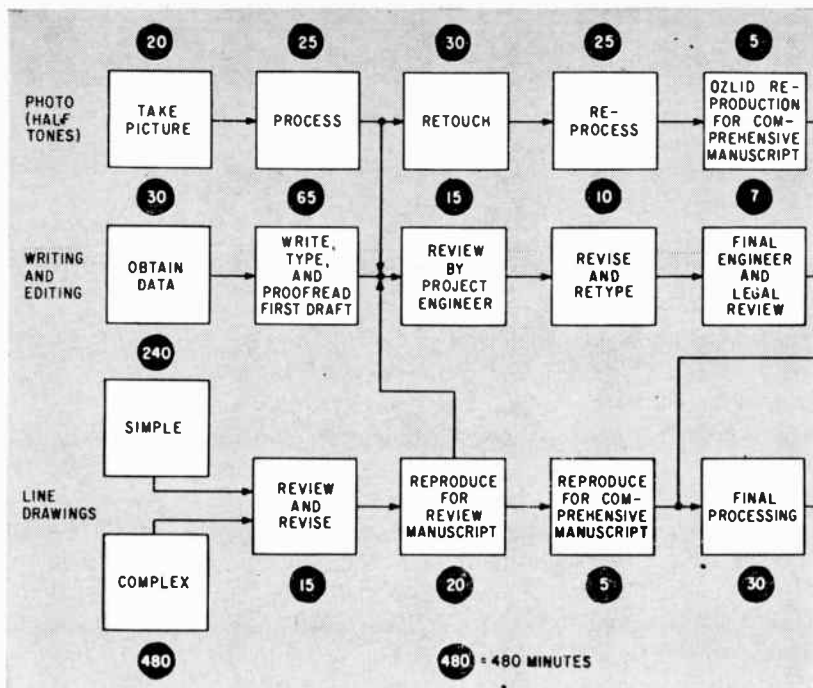 20 25 30 25 5
PHOTO
(HALF
TONES)
TAKE
PICTURE
PROCESS
RETOUCH
RE-
PROCESS
OZLID RE-
PRODUCTION
FOR COM-
PREHENSIVE
MANUSCRIPT
30 65 15 10 7
WRITING
AND
EDITING
OBTAIN
DATA
WRITE,
TYPE,
AND
PROOFREAD
FIRST DRAFT
REVIEW
BY
PROJECT
ENGINEER
REVISE
AND
RETYPE
FINAL
ENGINEER
AND
LEGAL
REVIEW
240
SIMPLE
LINE
DRAWINGS
REVIEW
AND
REVISE
REPRODUCE
FOR
REVIEW
MANUSCRIPT
REPRODUCE
FOR COM-
PREHENSIVE
MANUSCRIPT
FINAL
PROCESSING
COMPLEX
15 20 5 30
480
480 = 480 MINUTES